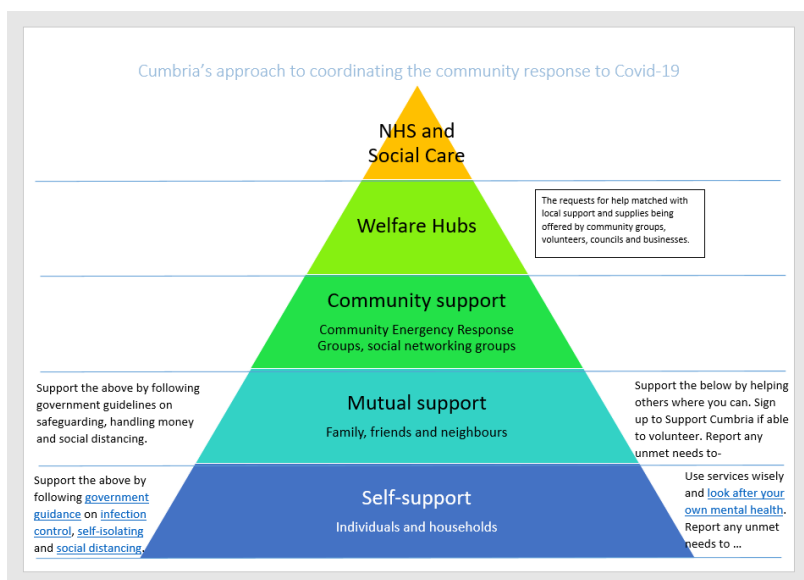 Cumbria's approach to coordinating the community response to Covid-19
NHS and
Social Care
Welfare Hubs
The requests for help matched with
local support and supplies being
offered by community groups,
volunteers, councils and businesses.
Community support
Community Energency Response
Groups, social networking groups
Support the above by following
government guidelines on
safeguarding, handling money
and social distancing.
Mutual support
Family, friends and neighbours
Support the below by helping
others where you can. Sign
up to Support Cumbria if able
to volunteer. Report any
unmet needs to-
Support the above by
following government
guidance on infection
control, self-isolating
and social distancing.
Self-support
Individuals and households
Use services wisely
and look after your
own mental health.
Report any unmet
needs to ...